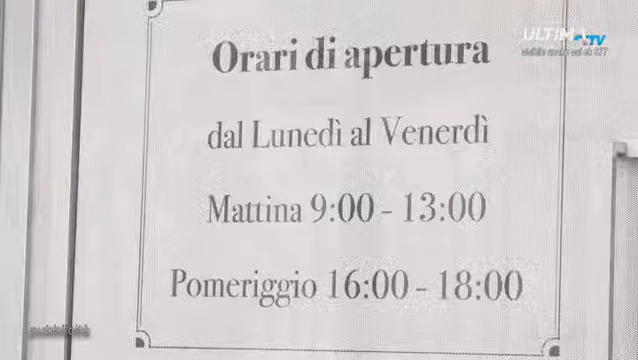 ULTIMA TV
Orari di apertura
dal Lunedì al Venerdì
Mattina 9:00 - 13:00
Pomeriggio 16:00 - 18:00
pubblicità